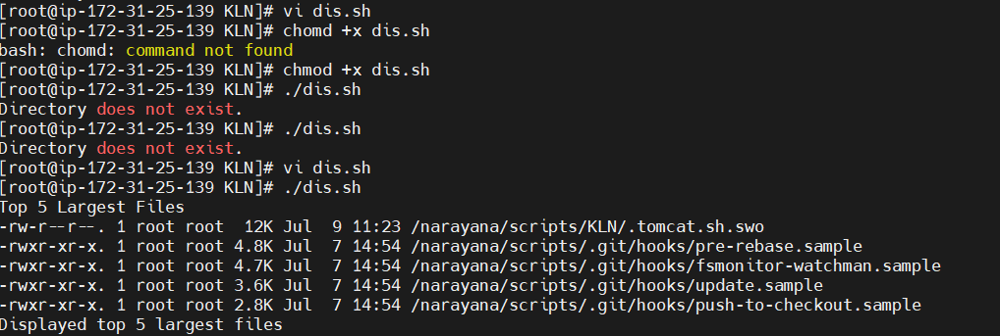 [root@ip-172-31-25-139 KLN]# vi dis.sh
[root@ip-172-31-25-139 KLN]# chomd +x dis.sh
bash: chomd: command not found
[root@ip-172-31-25-139 KLN]# chmod +x dis.sh
[root@ip-172-31-25-139 KLN]# ./dis.sh
Directory does not exist.
[root@ip-172-31-25-139 KLN]# ./dis.sh
Directory does not exist.
[root@ip-172-31-25-139 KLN]# vi dis.sh
[root@ip-172-31-25-139 KLN]# ./dis.sh
Top 5 Largest Files
-rw-r--r--. 1 root root  12K Jul  9 11:23 /narayana/scripts/KLN/.tomcat.sh.swo
-rwxr-xr-x. 1 root root 4.8K Jul  7 14:54 /narayana/scripts/.git/hooks/pre-rebase.sample
-rwxr-xr-x. 1 root root 4.7K Jul  7 14:54 /narayana/scripts/.git/hooks/fsmonitor-watchman.sample
-rwxr-xr-x. 1 root root 3.6K Jul  7 14:54 /narayana/scripts/.git/hooks/update.sample
-rwxr-xr-x. 1 root root 2.8K Jul  7 14:54 /narayana/scripts/.git/hooks/push-to-checkout.sample
Displayed top 5 largest files